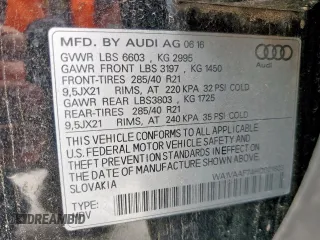 MFD. BY AUDI AG 06 16
GVWR LBS 6603 , KG 2995
GAWR FRONT LBS 3197 , KG 1450
FRONT-TIRES 285/40 R21
9,5JX21 RIMS, AT 220 KPA 32 PSI COLD
GAWR REAR LBS3803 , KG 1725
REAR-TIRES 285/40 R21
9,5JX21 RIMS, AT 240 KPA 35 PSI COLD
Audi
THIS VEHICLE CONFORMS TO ALL APPLICABLE
U.S. FEDERAL MOTOR VEHICLE SAFETY, BUMPER
AND THEFT PREVENTION STANDARDS IN EFFECT ON
THE DATE OF MANUFACTURE SHOWN ABOVE.
SLOVAKIA
MPV
DREAMBID